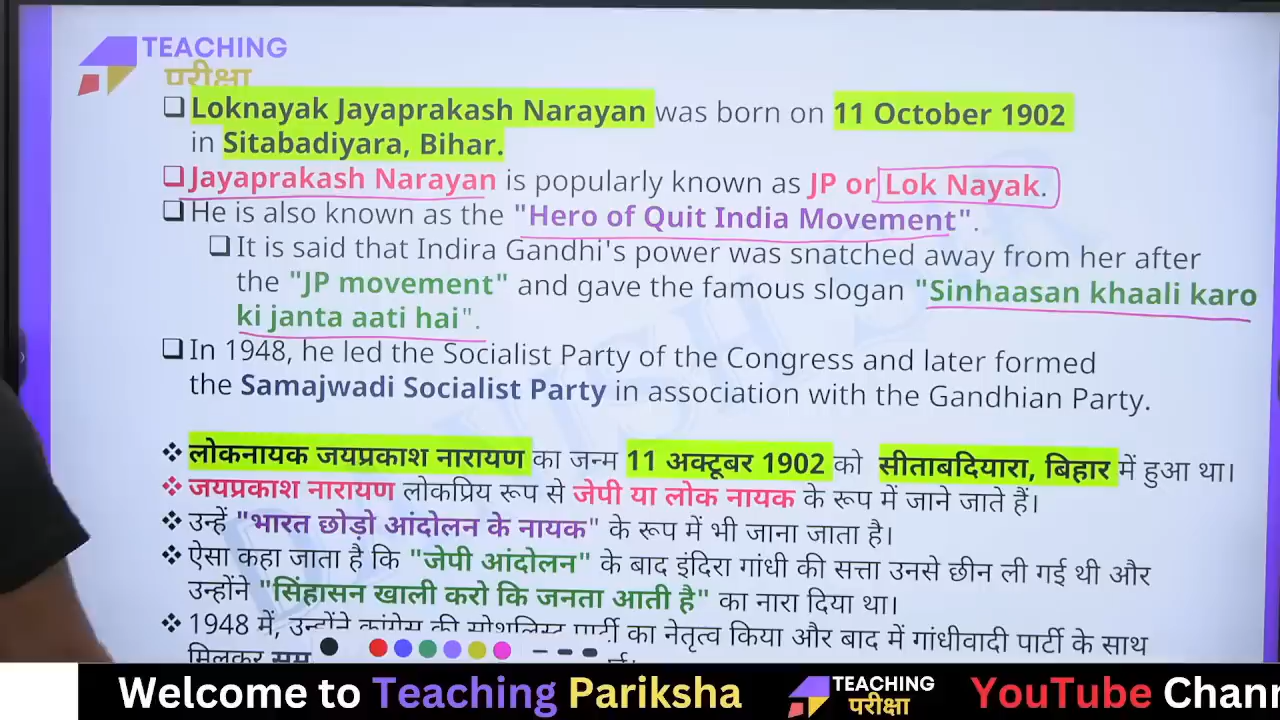 TEACHING
परीक्षा
❑ Loknayak Jayaprakash Narayan was born on 11 October 1902
in Sitabadiyara, Bihar.
❑ Jayaprakash Narayan is popularly known as JP or Lok Nayak.
❑ He is also known as the "Hero of Quit India Movement".
❑ It is said that Indira Gandhi's power was snatched away from her after
the "JP movement" and gave the famous slogan "Sinhaasan khaali karo
ki janta aati hai".
❑ In 1948, he led the Socialist Party of the Congress and later formed
the Samajwadi Socialist Party in association with the Gandhian Party.
❖ लोकनायक जयप्रकाश नारायण का जन्म 11 अक्टूबर 1902 को सीताबदियारा, बिहार में हुआ था।
❖ जयप्रकाश नारायण लोकप्रिय रूप से जेपी या लोक नायक के रूप में जाने जाते हैं।
❖ उन्हें "भारत छोड़ो आंदोलन के नायक" के रूप में भी जाना जाता है।
❖ ऐसा कहा जाता है कि "जेपी आंदोलन" के बाद इंदिरा गांधी की सत्ता उनसे छीन ली गई थी और
उन्होंने "सिंहासन खाली करो कि जनता आती है" का नारा दिया था।
❖ 1948 में, उन्होंने कांग्रेस की सोशलिस्ट पार्टी का नेतृत्व किया और बाद में गांधीवादी पार्टी के साथ
मिलकर
Welcome to Teaching Pariksha TEACHING परीक्षा YouTube Chann